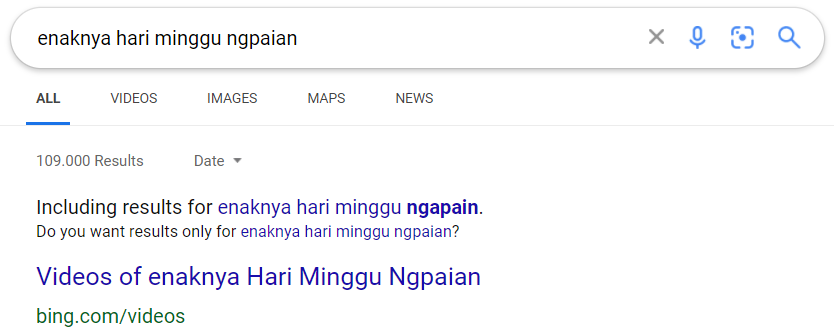 enaknya hari minggu ngpaian
ALL VIDEOS IMAGES MAPS NEWS
109.000 Results Date
Including results for enaknya hari minggu ngapain.
Do you want results only for enaknya hari minggu ngpaian?
Videos of enaknya Hari Minggu Ngpaian
bing.com/videos